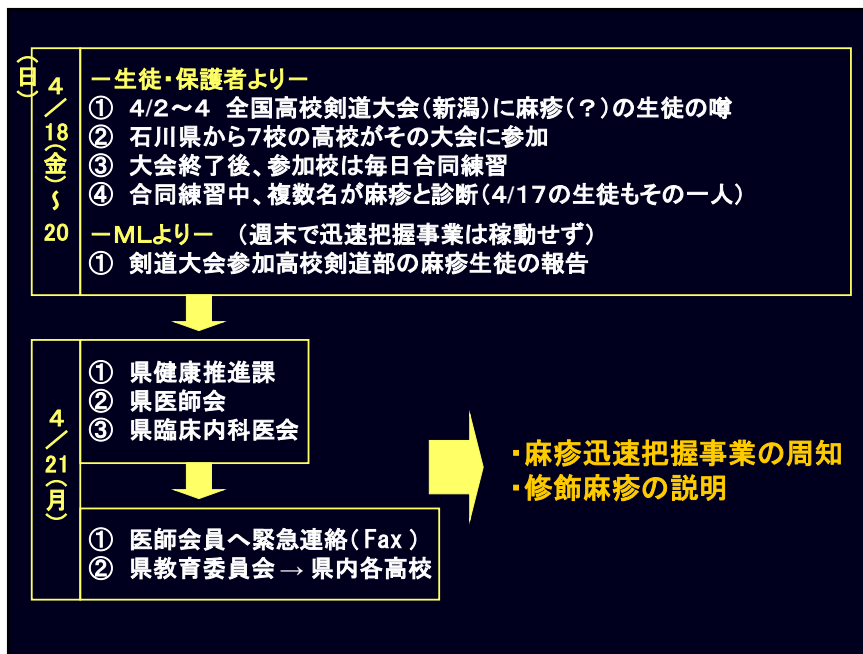 4／18(金)～20(日)
－生徒・保護者より－
① 4/2～4 全国高校剣道大会(新潟)に麻疹(？)の生徒の噂
② 石川県から7校の高校がその大会に参加
③ 大会終了後、参加校は毎日合同練習
④ 合同練習中、複数名が麻疹と診断(4/17の生徒もその一人)
－MLより－ (週末で迅速把握事業は稼動せず)
① 剣道大会参加高校剣道部の麻疹生徒の報告
4／21(月)
① 県健康推進課
② 県医師会
③ 県臨床内科医会
① 医師会員へ緊急連絡(Fax)
② 県教育委員会→県内各高校
・麻疹迅速把握事業の周知
・修飾麻疹の説明